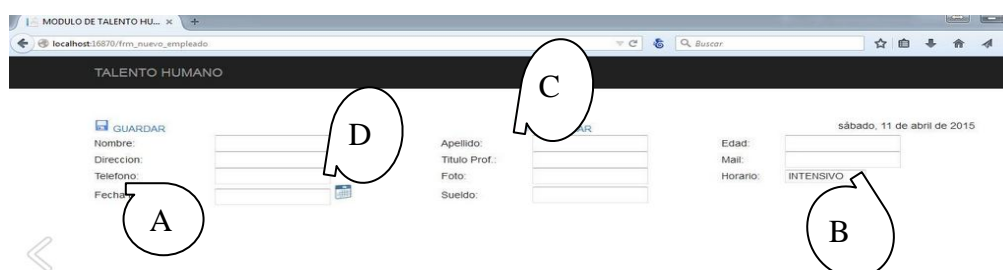 MODULO DE TALENTO HU... × +
localhost:16870/frm_nuevo_empleado Buscar
TALENTO HUMANO
C
D
GUARDAR AR sábado, 11 de abril de 2015
Nombre: Apellido: Edad:
Direccion: Titulo Prof.: Mail:
Telefono: Foto: Horario: INTENSIVO
Fecha Sueldo:
A
B